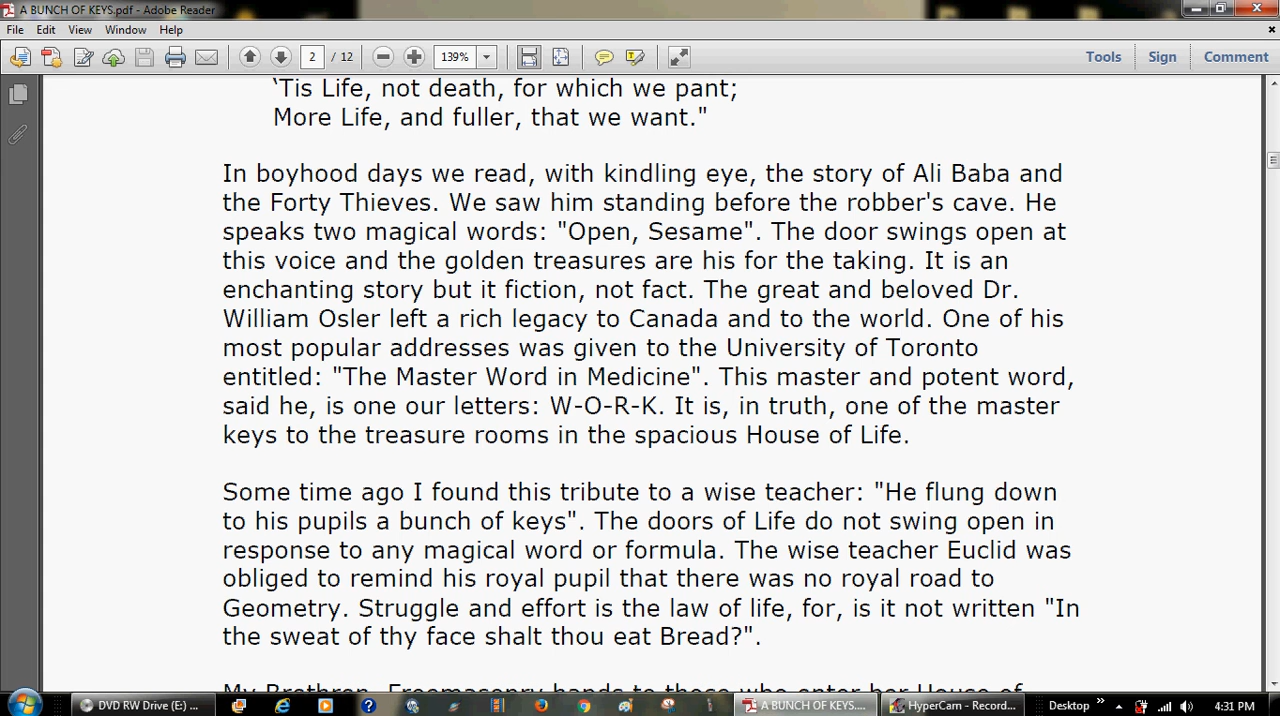 A BUNCH OF KEYS.pdf - Adobe Reader
File Edit View Window Help
2 / 12 139% Tools Sign Comment
‘Tis Life, not death, for which we pant;
More Life, and fuller, that we want."
In boyhood days we read, with kindling eye, the story of Ali Baba and
the Forty Thieves. We saw him standing before the robber's cave. He
speaks two magical words: "Open, Sesame". The door swings open at
this voice and the golden treasures are his for the taking. It is an
enchanting story but it fiction, not fact. The great and beloved Dr.
William Osler left a rich legacy to Canada and to the world. One of his
most popular addresses was given to the University of Toronto
entitled: "The Master Word in Medicine". This master and potent word,
said he, is one our letters: W-O-R-K. It is, in truth, one of the master
keys to the treasure rooms in the spacious House of Life.
Some time ago I found this tribute to a wise teacher: "He flung down
to his pupils a bunch of keys". The doors of Life do not swing open in
response to any magical word or formula. The wise teacher Euclid was
obliged to remind his royal pupil that there was no royal road to
Geometry. Struggle and effort is the law of life, for, is it not written "In
the sweat of thy face shalt thou eat Bread?".
My Brethren, Freemasonry hands to those who enter her House of
DVD RW Drive (E:) ... A BUNCH OF KEYS.... HyperCam - Record... Desktop 4:31 PM